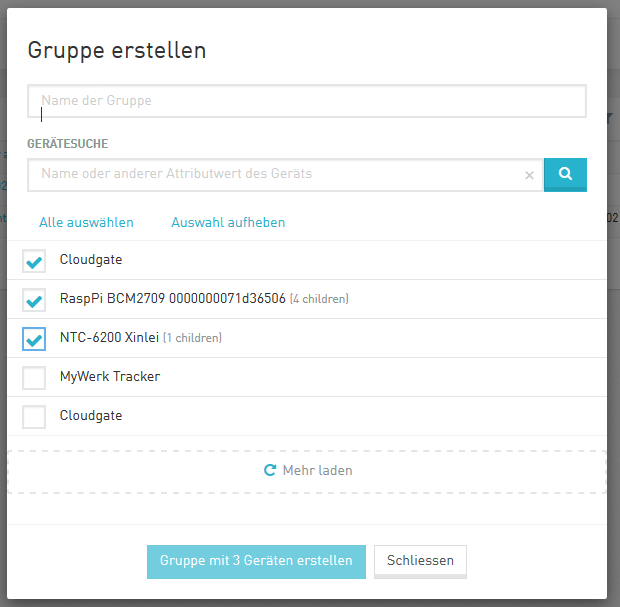 Gruppe erstellen
Name der Gruppe
GERÄTESUCHE
Name oder anderer Attributwert des Geräts
Alle auswählen Auswahl aufheben
Cloudgate
RaspPi BCM2709 0000000071d36506 (4 children)
NTC-6200 Xinlei (1 children)
MyWerk Tracker
Cloudgate
Mehr laden
Gruppe mit 3 Geräten erstellen Schliessen